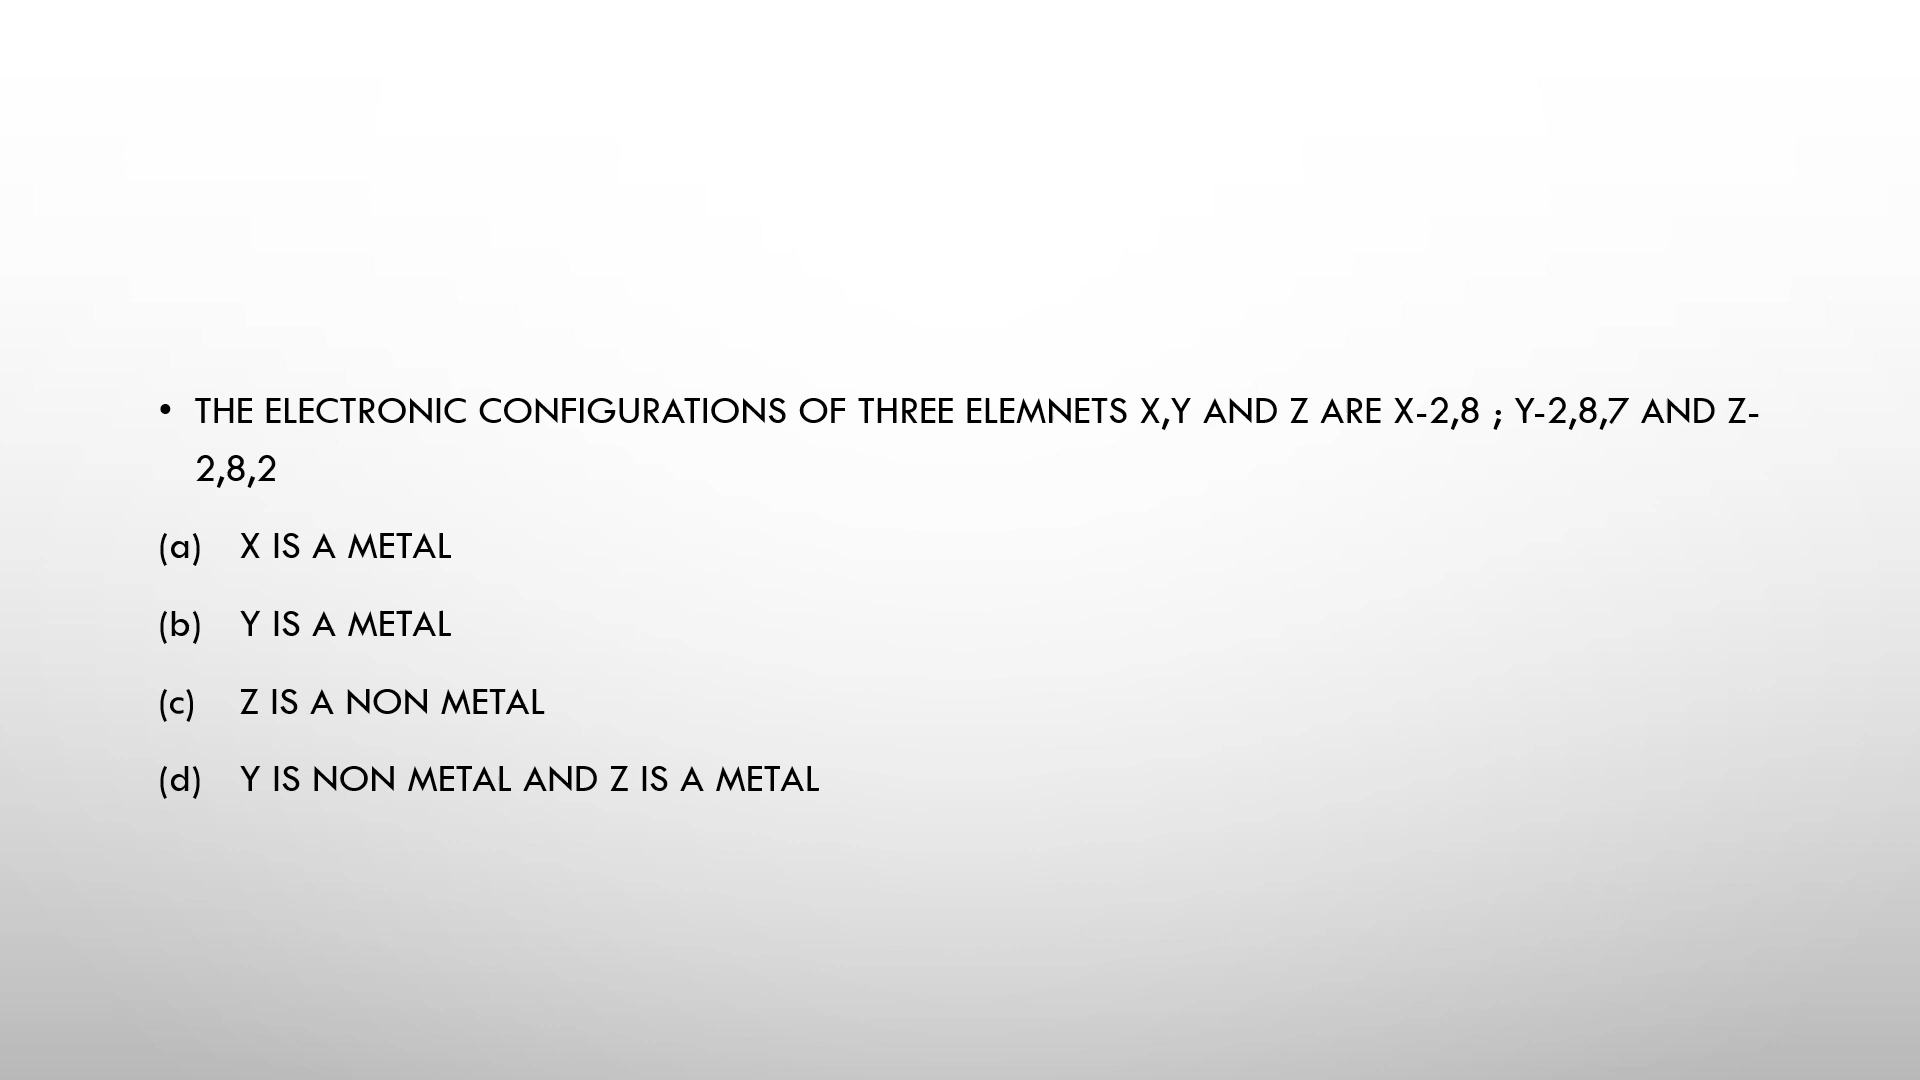 • THE ELECTRONIC CONFIGURATIONS OF THREE ELEMNETS X,Y AND Z ARE X-2,8 ; Y-2,8,7 AND Z-
2,8,2
(a) X IS A METAL
(b) Y IS A METAL
(c) Z IS A NON METAL
(d) Y IS NON METAL AND Z IS A METAL